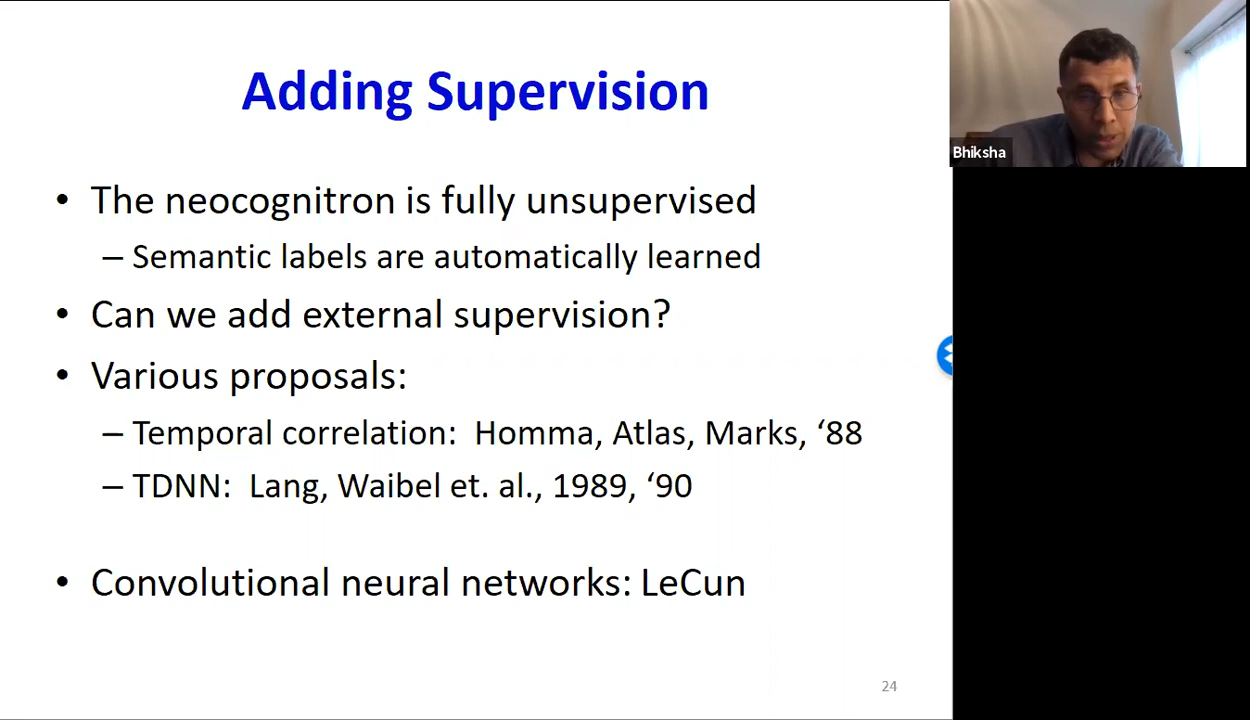 Adding Supervision
• The neocognitron is fully unsupervised
– Semantic labels are automatically learned
• Can we add external supervision?
• Various proposals:
– Temporal correlation: Homma, Atlas, Marks, ‘88
– TDNN: Lang, Waibel et. al., 1989, ‘90
• Convolutional neural networks: LeCun
24
Bhiksha